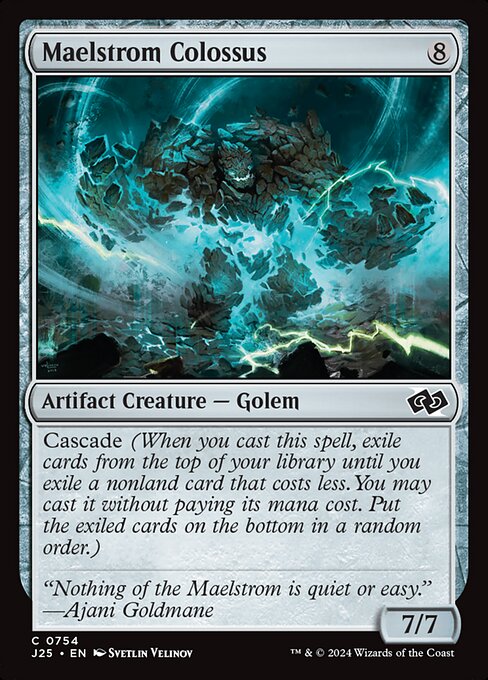 Maelstrom Colossus
8
Artifact Creature — Golem
Cascade (When you cast this spell, exile
cards from the top of your library until you
exile a nonland card that costs less. You may
cast it without paying its mana cost. Put
the exiled cards on the bottom in a random
order.)
“Nothing of the Maelstrom is quiet or easy.”
—Ajani Goldmane
7/7
C 0754
J25 • EN Svetlin Velinov
™ & © 2024 Wizards of the Coast